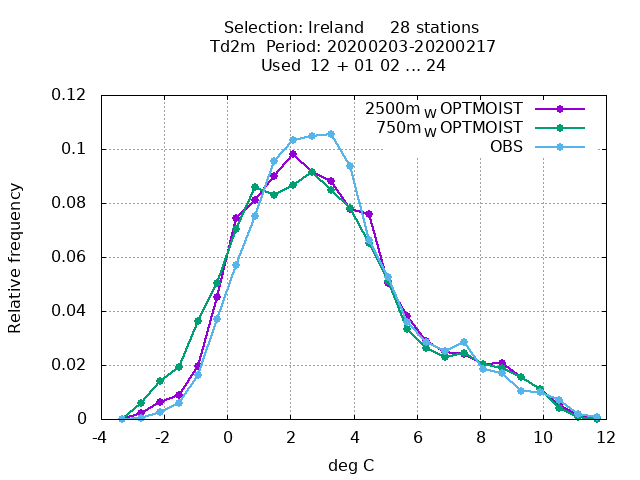 Selection: Ireland 28 stations
Td2m Period: 20200203-20200217
Used 12 + 01 02 ... 24
2500m_W OPTMOIST
750m_W OPTMOIST
OBS
0.12
0.1
0.08
0.06
0.04
0.02
0
Relative frequency
-4 -2 0 2 4 6 8 10 12
deg C